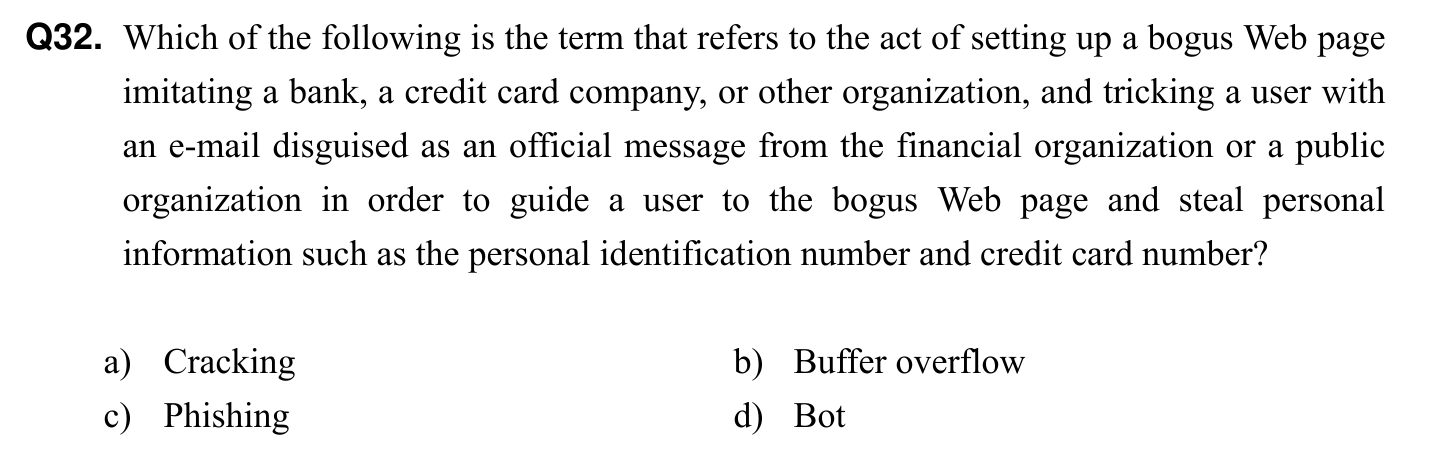 Q32. Which of the following is the term that refers to the act of setting up a bogus Web page
imitating a bank, a credit card company, or other organization, and tricking a user with
an e-mail disguised as an official message from the financial organization or a public
organization in order to guide a user to the bogus Web page and steal personal
information such as the personal identification number and credit card number?
a) Cracking b) Buffer overflow
c) Phishing d) Bot